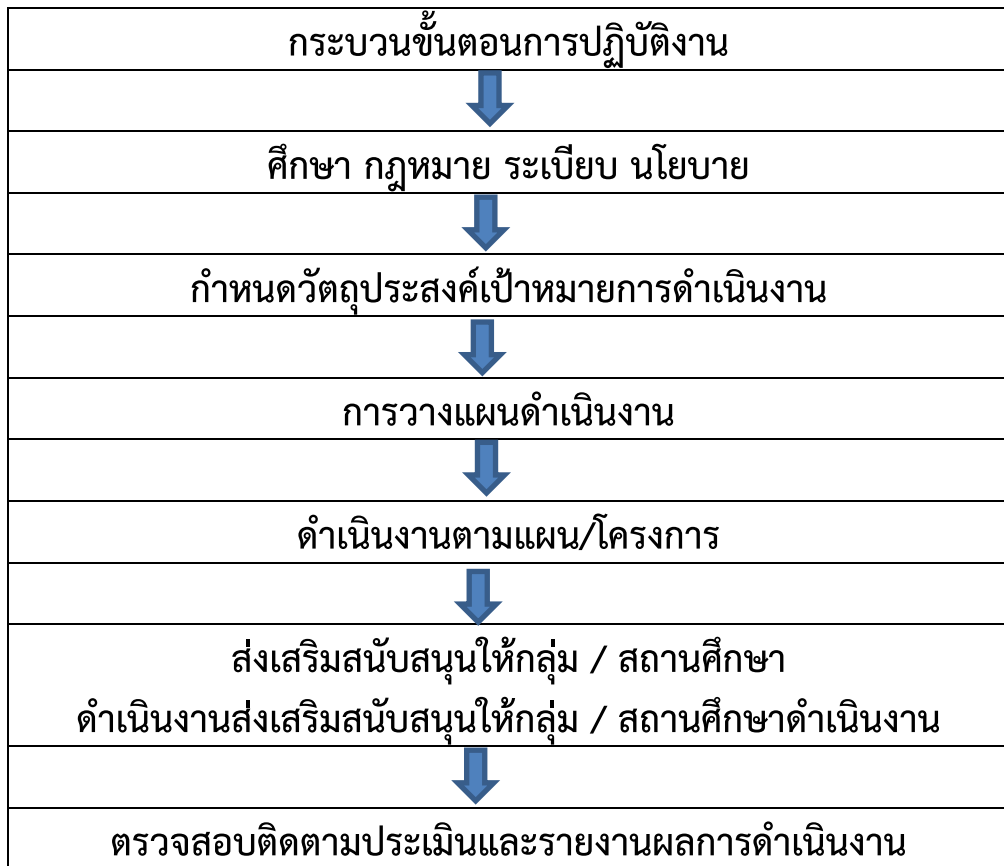 กระบวนขั้นตอนการปฏิบัติงาน
ศึกษา กฎหมาย ระเบียบ นโยบาย
กำหนดวัตถุประสงค์เป้าหมายการดำเนินงาน
การวางแผนดำเนินงาน
ดำเนินงานตามแผน/โครงการ
ส่งเสริมสนับสนุนให้กลุ่ม / สถานศึกษา
ดำเนินงานส่งเสริมสนับสนุนให้กลุ่ม / สถานศึกษาดำเนินงาน
ตรวจสอบติดตามประเมินและรายงานผลการดำเนินงาน